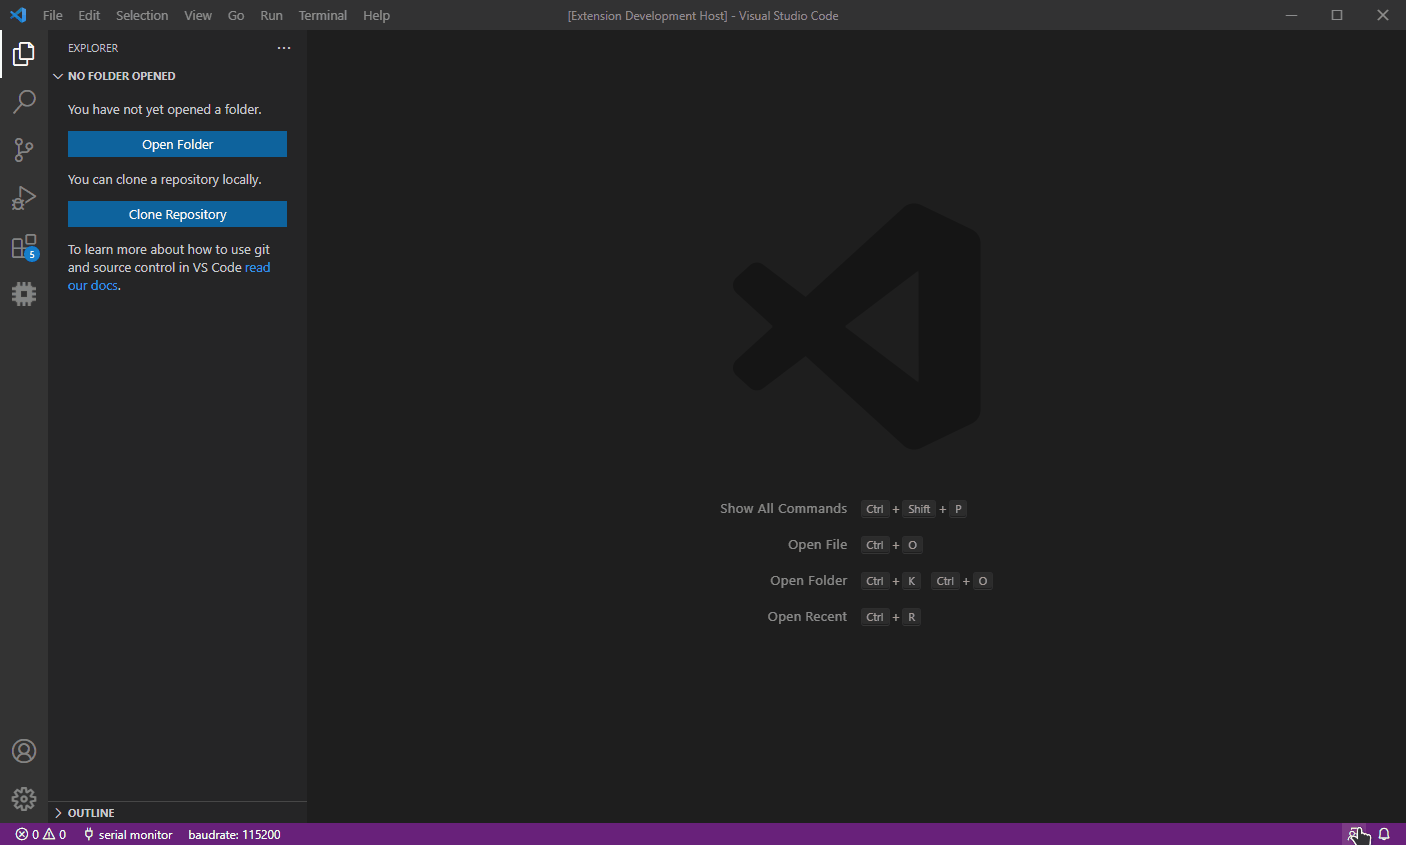 File Edit Selection View Go Run Terminal Help [Extension Development Host] - Visual Studio Code
EXPLORER
NO FOLDER OPENED
You have not yet opened a folder.
Open Folder
You can clone a repository locally.
Clone Repository
To learn more about how to use git
and source control in VS Code read
our docs.
5
Show All Commands Ctrl + Shift + P
Open File Ctrl + O
Open Folder Ctrl + K Ctrl + O
Open Recent Ctrl + R
OUTLINE
0 0 serial monitor baudrate: 115200